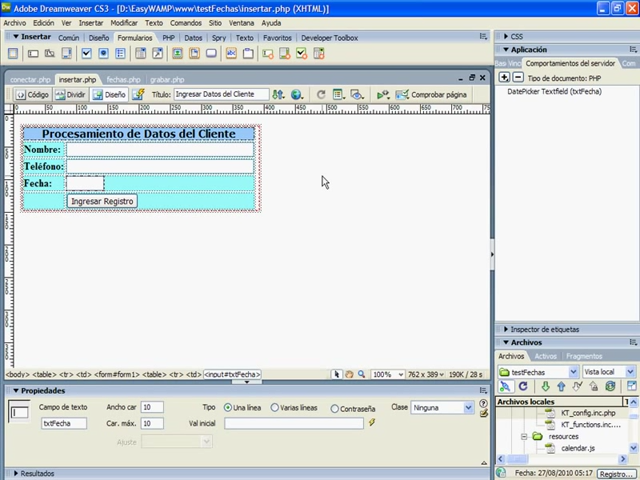 Adobe Dreamweaver CS3 - [D:\EasyWAMP\www\testFechas\insertar.php (XHTML)]
Archivo Edición Ver Insertar Modificar Texto Comandos Sitio Ventana Ayuda
Insertar Común Diseño Formularios PHP Datos Spry Texto Favoritos Developer Toolbox
CSS
Aplicación
Comportamientos del servidor
Tipo de documento: PHP
DatePicker Textfield (txtFecha)
conectar.php insertar.php fechas.php grabar.php
Código Dividir Diseño Título: Insertar Datos del Cliente Comprobar página
Procesamiento de Datos del Cliente
Nombre:
Teléfono:
Fecha:
Ingresar Registro
<body> <table> <tr> <td> <form#form1> <table> <tr> <td> <input#txtFecha> 100% 762 x 389 190K / 28 s
Propiedades
Campo de texto Ancho car 10 Tipo Una línea Varias líneas Contraseña Clase Ninguna
txtFecha Car. máx. 10 Val inicial
Ajuste
Resultados
Inspector de etiquetas
Archivos
Archivos Activos Fragmentos
testFechas Vista local
Archivos locales
KT_config.inc.php
KT_functions.inc....
resources
calendar.js
Fecha: 27/08/2010 05:17 Registro...